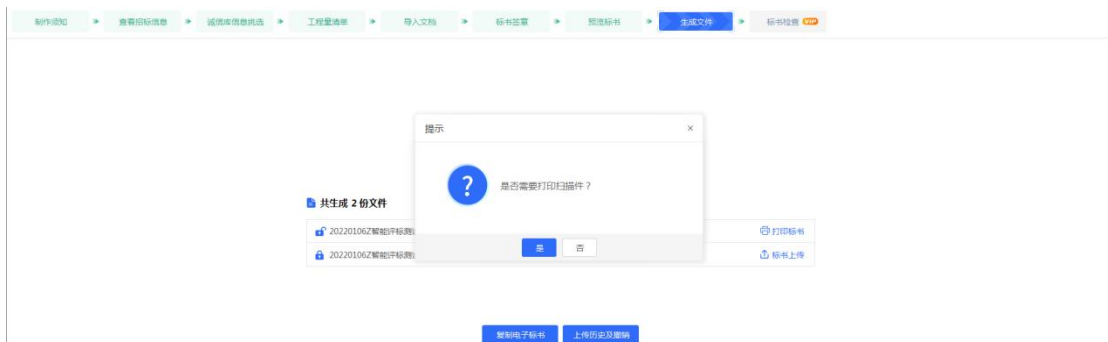 制作须知 查看招标信息 诚信库信息挑选 工程量清单 导入文档 标书签章 预览标书 生成文件 标书检查 VIP
提示
?
是否需要打印扫描件？
共生成 2 份文件
20220106Z智能评标测试
打印标书
是 否
20220106Z智能评标测试
标书上传
复制电子标书 上传历史及撤销